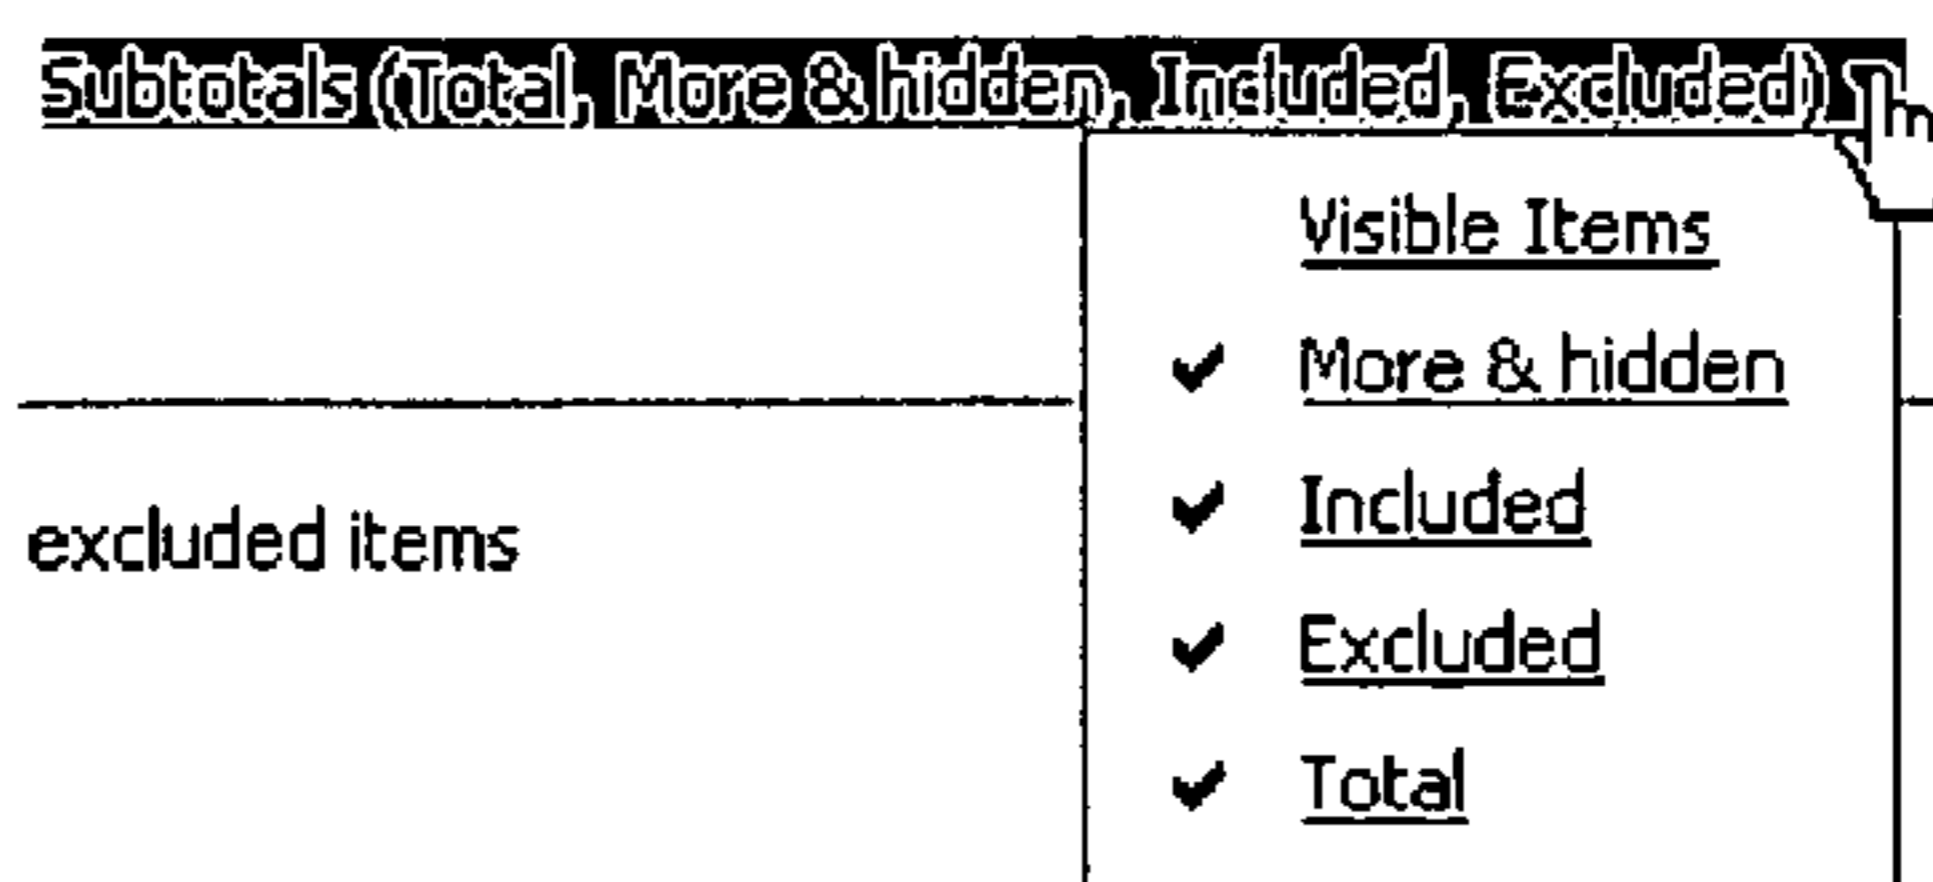 Subtotals (Total, More & hidden, Included, Excluded)
Visible Items
More & hidden
Included
excluded items
Excluded
Total